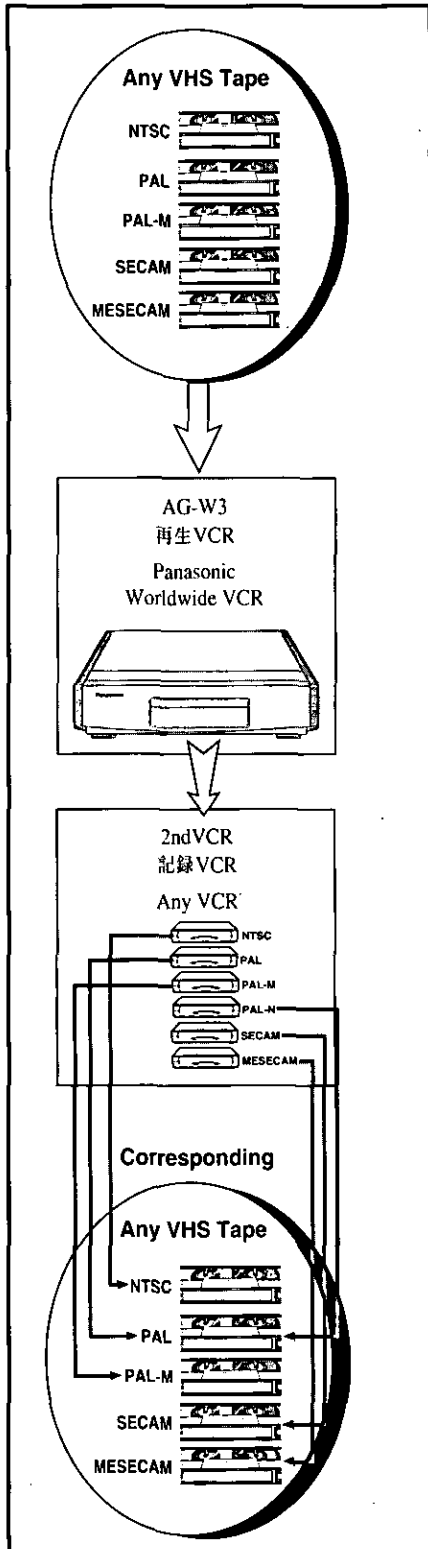 Any VHS Tape
NTSC
PAL
PAL-M
SECAM
MESECAM
AG-W3
再生VCR
Panasonic
Worldwide VCR
Panasonic
2ndVCR
記録VCR
Any VCR
NTSC
PAL
PAL-M
PAL-N
SECAM
MESECAM
Corresponding
Any VHS Tape
NTSC
PAL
PAL-M
SECAM
MESECAM